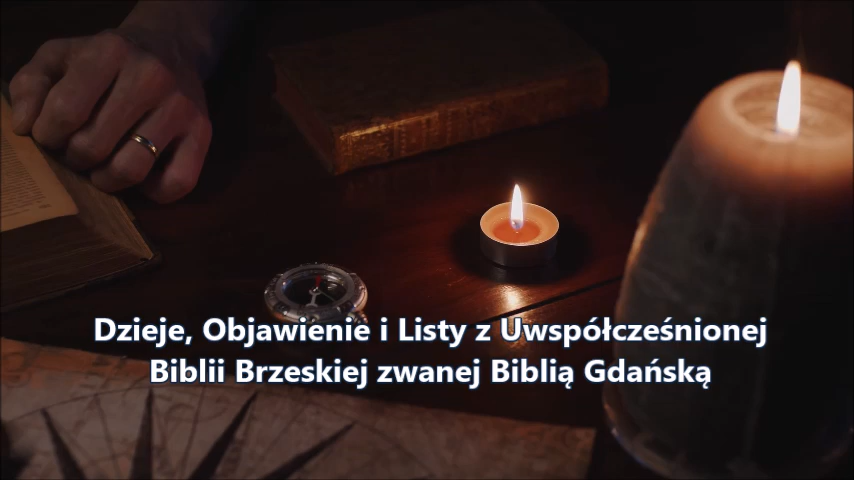 Dzieje, Objawienie i Listy z Uwspółcześnionej
Biblii Brzeskiej zwanej Biblią Gdańską